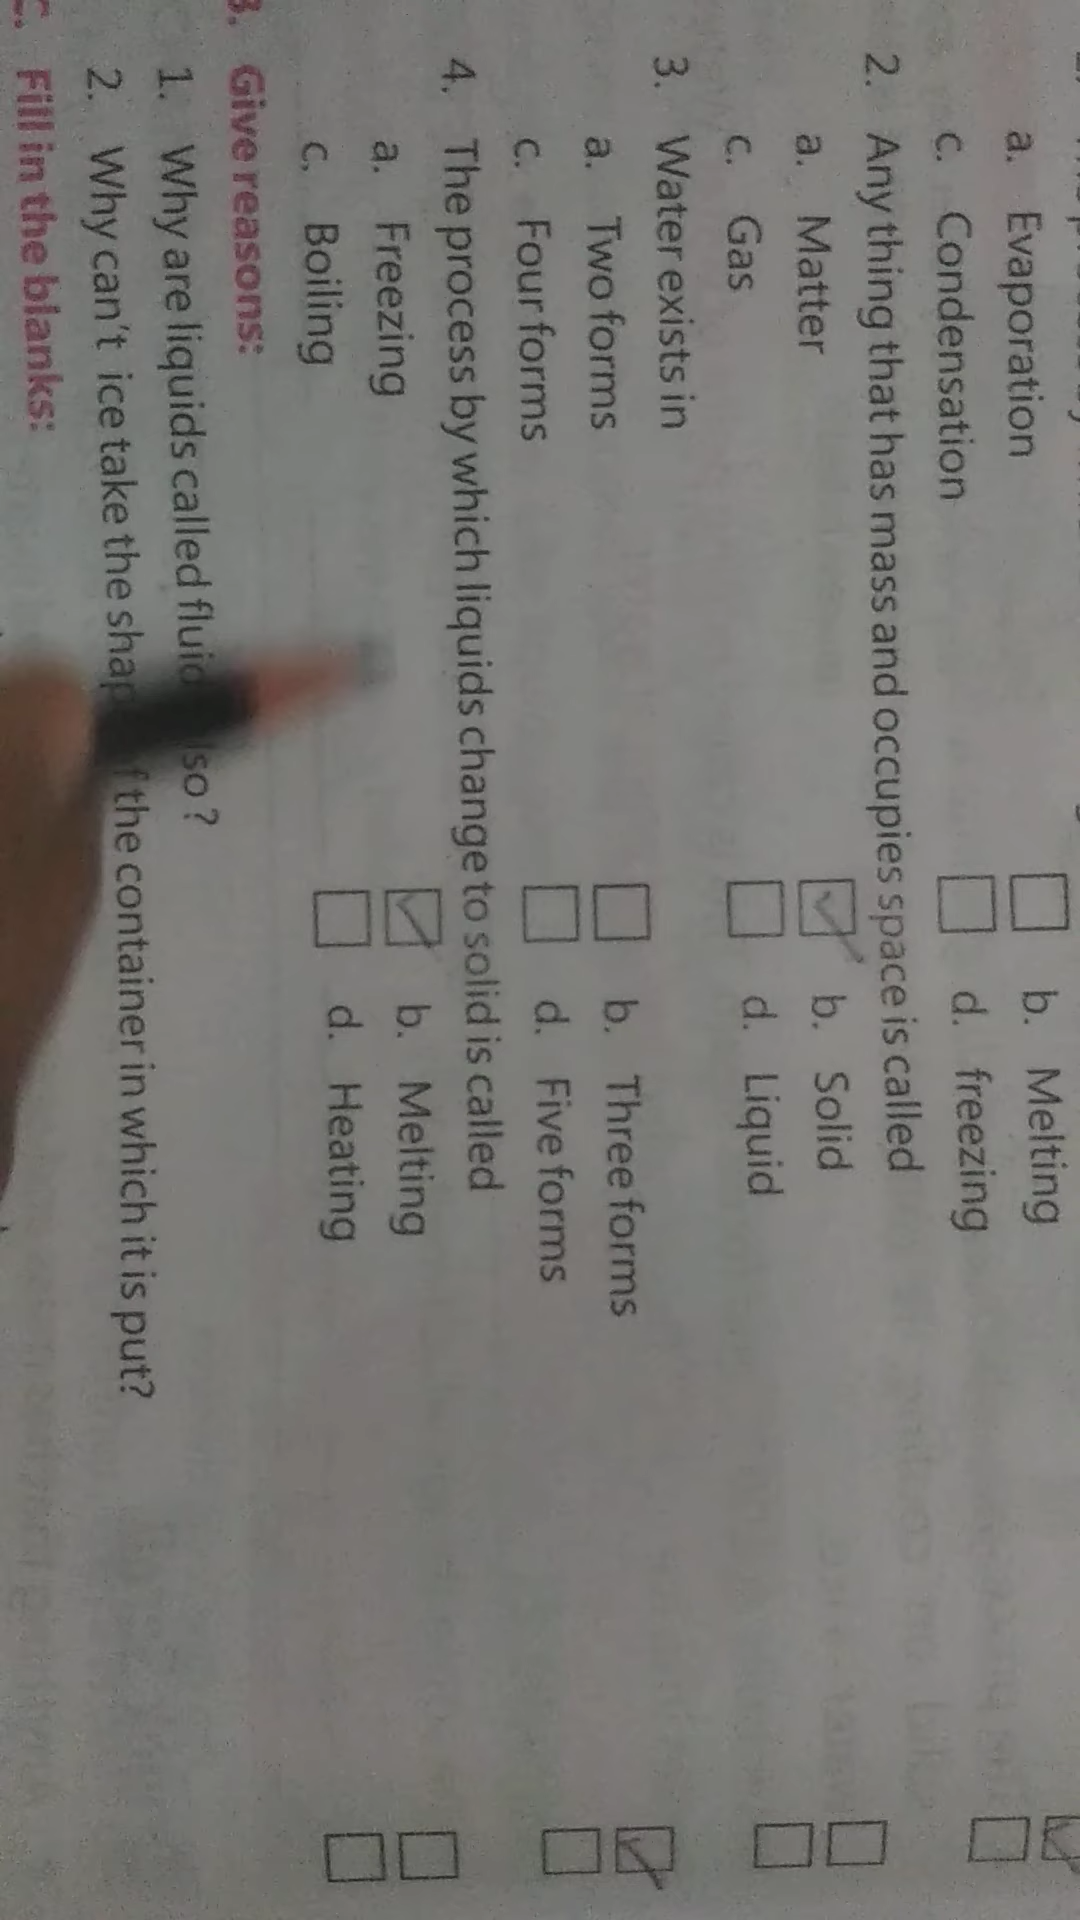 a. Evaporation b. Melting
c. Condensation d. freezing
2. Any thing that has mass and occupies space is called
a. Matter b. Solid
c. Gas d. Liquid
3. Water exists in
a. Two forms b. Three forms
c. Four forms d. Five forms
4. The process by which liquids change to solid is called
a. Freezing b. Melting
c. Boiling d. Heating
Give reasons:
1. Why are liquids called so?
2. Why can't ice take the the container in which it is put?
Fill in the blanks: